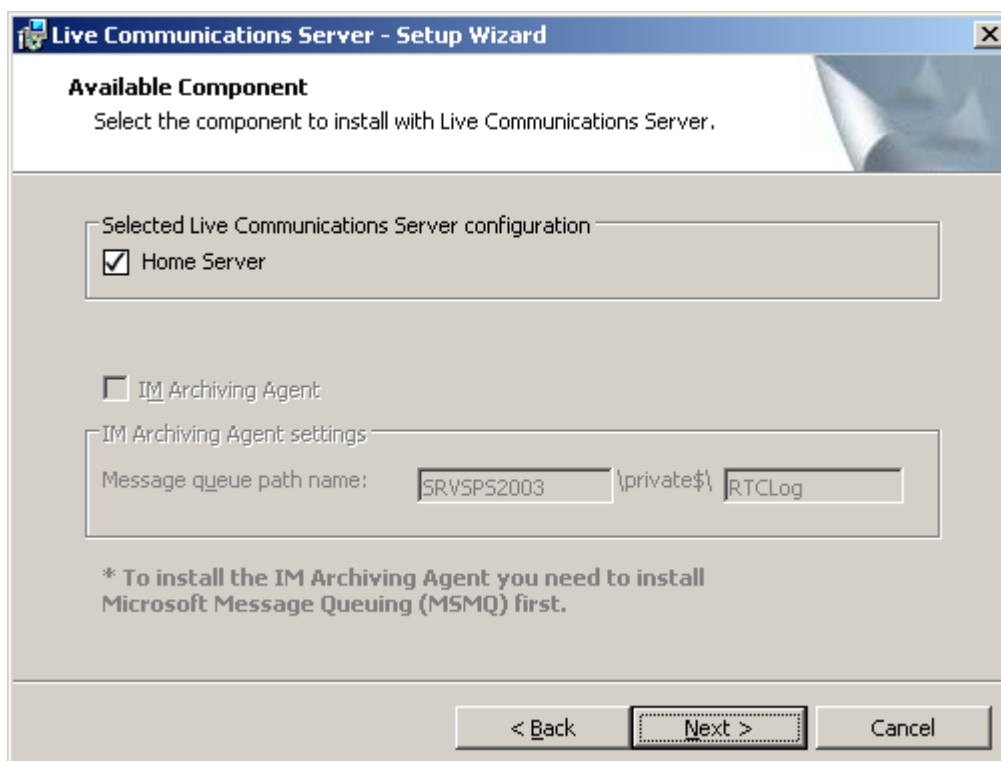 Live Communications Server - Setup Wizard
Available Component
Select the component to install with Live Communications Server.
Selected Live Communications Server configuration
Home Server
IM Archiving Agent
IM Archiving Agent settings
Message queue path name: SRVSPS2003 \private$\ RTCLog
* To install the IM Archiving Agent you need to install
Microsoft Message Queuing (MSMQ) first.
< Back Next > Cancel